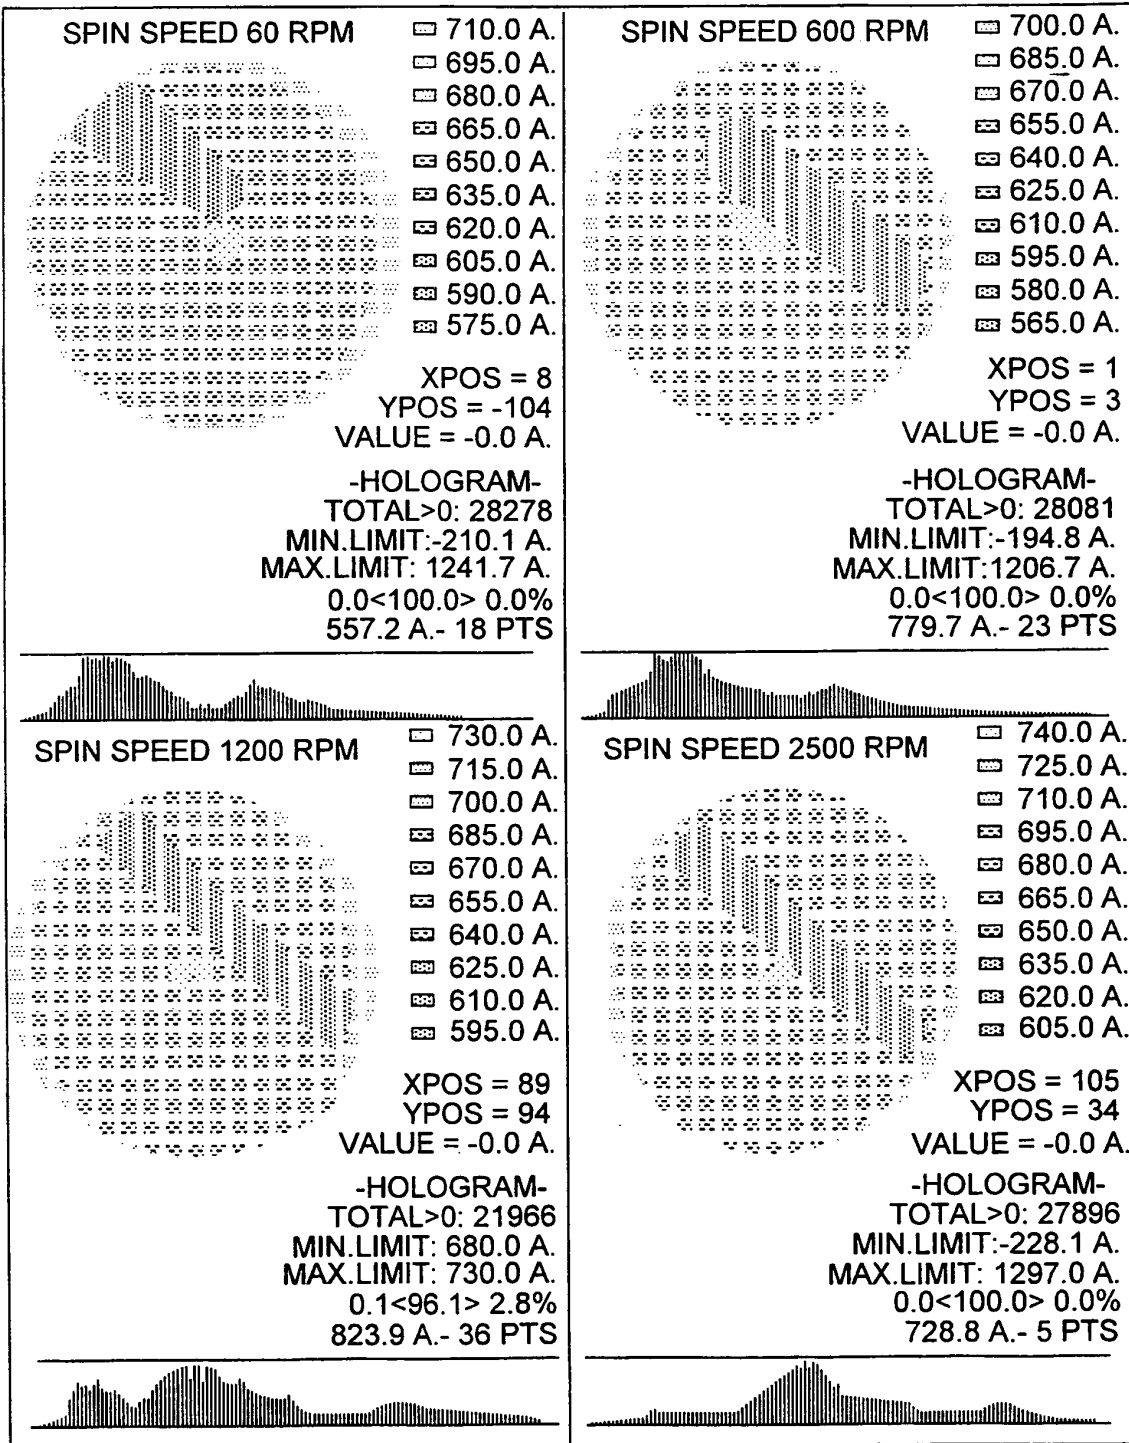 SPIN SPEED 60 RPM
710.0 A.
695.0 A.
680.0 A.
665.0 A.
650.0 A.
635.0 A.
620.0 A.
605.0 A.
590.0 A.
575.0 A.
XPOS = 8
YPOS = -104
VALUE = -0.0 A.
-HOLOGRAM-
TOTAL>0: 28278
MIN.LIMIT:-210.1 A.
MAX.LIMIT: 1241.7 A.
0.0<100.0> 0.0%
557.2 A.- 18 PTS
SPIN SPEED 600 RPM
700.0 A.
685.0 A.
670.0 A.
655.0 A.
640.0 A.
625.0 A.
610.0 A.
595.0 A.
580.0 A.
565.0 A.
XPOS = 1
YPOS = 3
VALUE = -0.0 A.
-HOLOGRAM-
TOTAL>0: 28081
MIN.LIMIT:-194.8 A.
MAX.LIMIT:1206.7 A.
0.0<100.0> 0.0%
779.7 A.- 23 PTS
SPIN SPEED 1200 RPM
730.0 A.
715.0 A.
700.0 A.
685.0 A.
670.0 A.
655.0 A.
640.0 A.
625.0 A.
610.0 A.
595.0 A.
XPOS = 89
YPOS = 94
VALUE = -0.0 A.
-HOLOGRAM-
TOTAL>0: 21966
MIN.LIMIT: 680.0 A.
MAX.LIMIT: 730.0 A.
0.1<96.1> 2.8%
823.9 A.- 36 PTS
SPIN SPEED 2500 RPM
740.0 A.
725.0 A.
710.0 A.
695.0 A.
680.0 A.
665.0 A.
650.0 A.
635.0 A.
620.0 A.
605.0 A.
XPOS = 105
YPOS = 34
VALUE = -0.0 A.
-HOLOGRAM-
TOTAL>0: 27896
MIN.LIMIT:-228.1 A.
MAX.LIMIT: 1297.0 A.
0.0<100.0> 0.0%
728.8 A.- 5 PTS